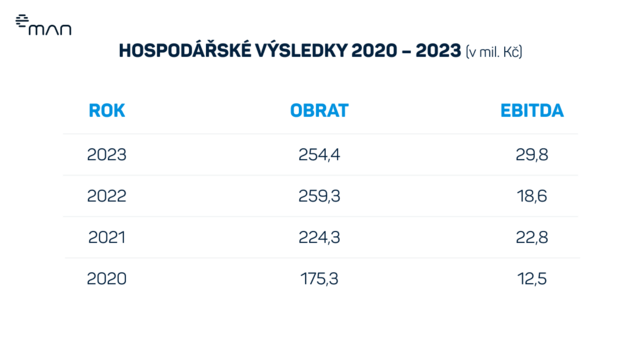 eman
HOSPODÁŘSKÉ VÝSLEDKY 2020 – 2023 (v mil. Kč)
ROK OBRAT EBITDA
2023 254,4 29,8
2022 259,3 18,6
2021 224,3 22,8
2020 175,3 12,5